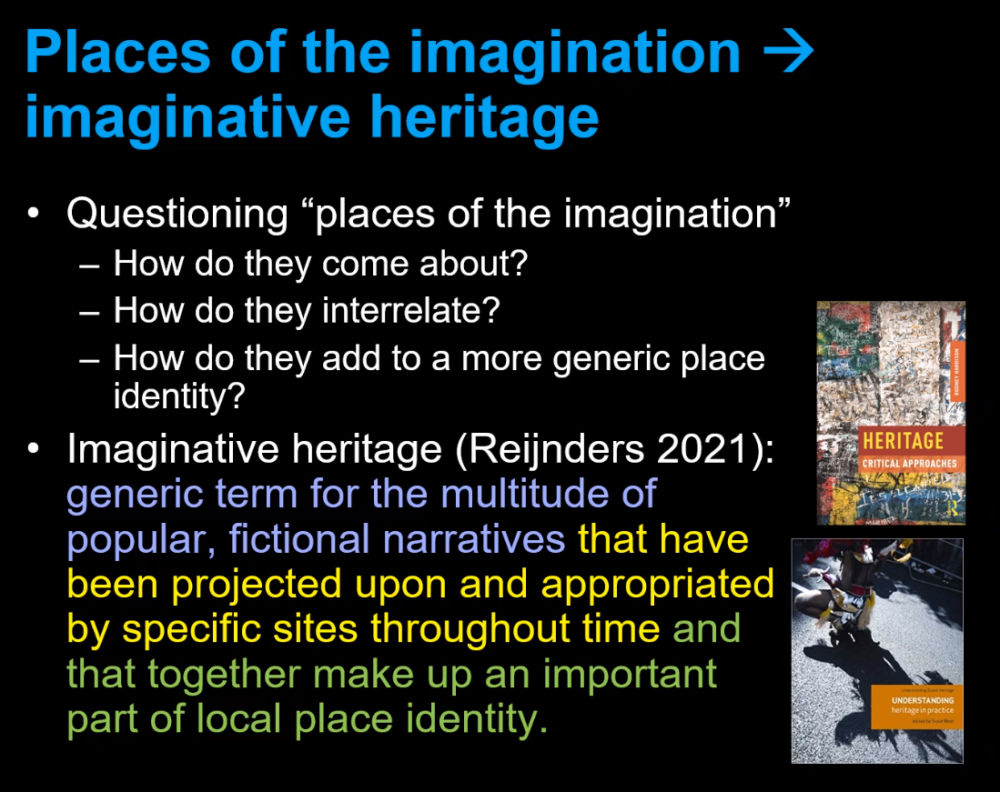 Places of the imagination →
imaginative heritage
• Questioning “places of the imagination”
– How do they come about?
– How do they interrelate?
– How do they add to a more generic place
identity?
• Imaginative heritage (Reijnders 2021):
generic term for the multitude of
popular, fictional narratives that have
been projected upon and appropriated
by specific sites throughout time and
that together make up an important
part of local place identity.
RODNEY HARRISON
HERITAGE
CRITICAL APPROACHES
Understanding Global Heritage
UNDERSTANDING
heritage in practice
edited by Susie West